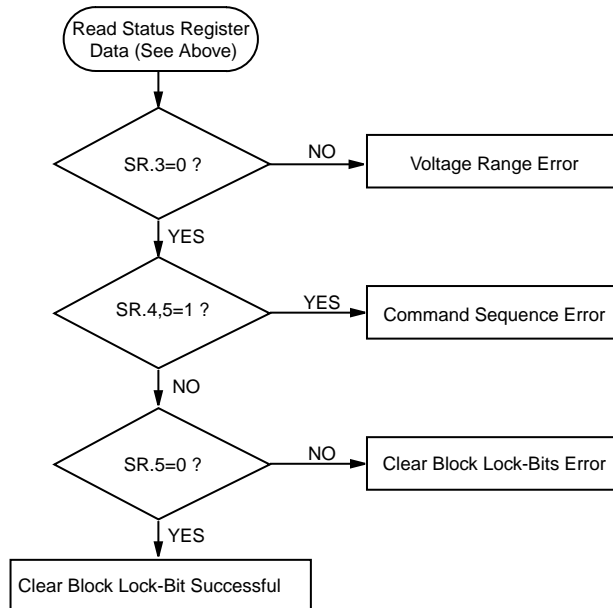 Read Status Register
Data (See Above)
SR.3=0 ?
NO
Voltage Range Error
YES
SR.4,5=1 ?
YES
Command Sequence Error
NO
SR.5=0 ?
NO
Clear Block Lock-Bits Error
YES
Clear Block Lock-Bit Successful